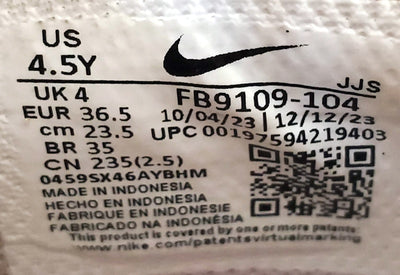 US
4.5Y
JJS
UK 4
FB9109-104
EUR 36.5
10/04/23 12/12/23
cm 23.5
UPC 00197594219403
BR 35
CN 235(2.5)
0459SX46AYBHM
MADE IN INDONESIA
HECHO EN INDONESIA
FABRIQUE EN INDONESIE
FABRICADO NA INDONÉSIA
This product is covered by one or more of
www.nike.com/patentsvirtualmarking